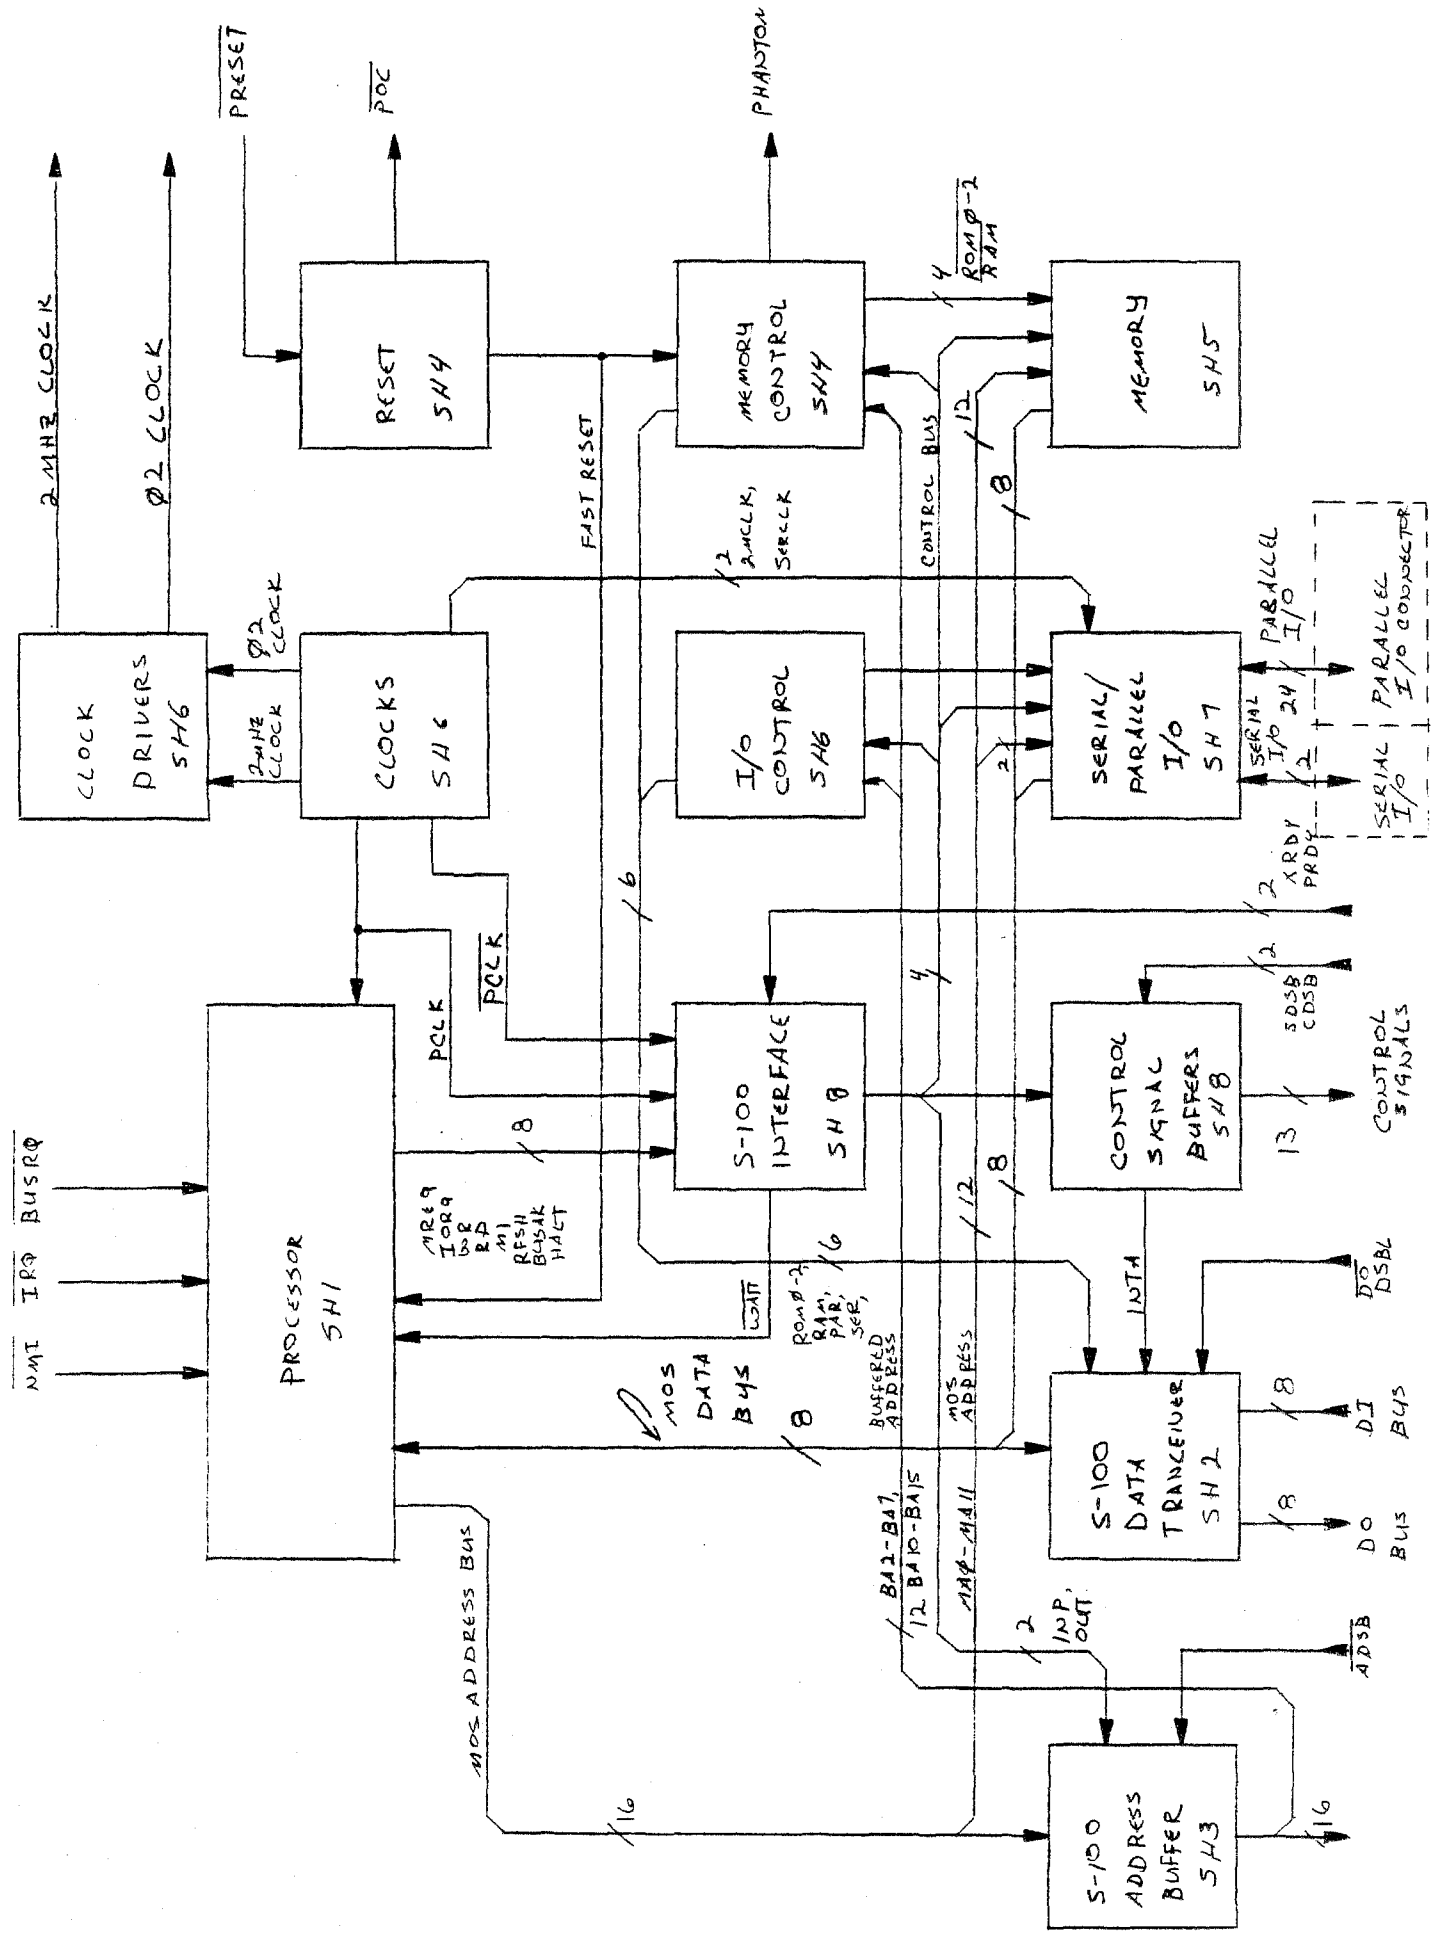 NMI
IRQ
BUSRQ
2 MHZ CLOCK
Ø2 CLOCK
CLOCK
DRIVERS
SH6
2MHZ
CLOCK
Ø2
CLOCK
PRESET
PROCESSOR
SH1
CLOCKS
SH6
RESET
SH4
POC
PCLK
PCLK
FAST RESET
MREQ
IORQ
WR
RD
M1
RFSH
BUSAK
HALT
8
MOS ADDRESS BUS
MOS
DATA
BUS
8
WAIT
ROMØ-2,
RAM,
PAR,
SER,
6
6
S-100
INTERFACE
SH8
I/O
CONTROL
SH6
2
2MCLK,
SERCLK
MEMORY
CONTROL
SH4
PHANTOM
16
BA2-BA7,
12 BA10-BA15
BUFFERED
ADDRESS
4
CONTROL BUS
4
ROMØ-2
RAM
MAØ-MA11
MOS
ADDRESS
12
12
8
8
2
INP,
OUT
INTA
2
S-100
ADDRESS
BUFFER
SH3
S-100
DATA
TRANCEIVER
SH2
CONTROL
SIGNAL
BUFFERS
SH8
SERIAL/
PARALLEL
I/O
SH7
MEMORY
SH5
16
ADSB
8
DO
BUS
8
DI
BUS
DO
DSBL
13
CONTROL
SIGNALS
2
SDSB
CDSB
2
XRDY
PRDY
SERIAL
I/O
2
24
PARALLEL
I/O
SERIAL
I/O
PARALLEL
I/O CONNECTOR